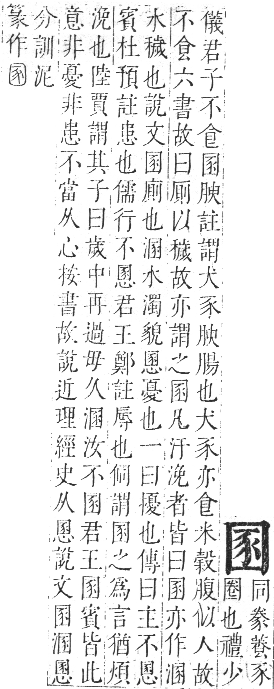 圂
同豢養豕
圈也禮少
儀君子不食圂腴註謂犬豕腴腸也犬豕亦食米穀腹似人故
不食六書故曰厠以穢故亦謂之圂凡汙浼者皆曰圂亦作溷
水穢也說文圂廁也溷水濁貌慁憂也一曰擾也傳曰主不慁
賓杜預註患也儒行不慁君王鄭註辱也侗謂圂之爲言猶煩
浼也陸賈謂其子曰歲中再過毋久溷汝不圂君王圂賓皆此
意非憂非患不當从心按書故說近理經史从慁說文圂溷慁
分訓泥
篆作圂